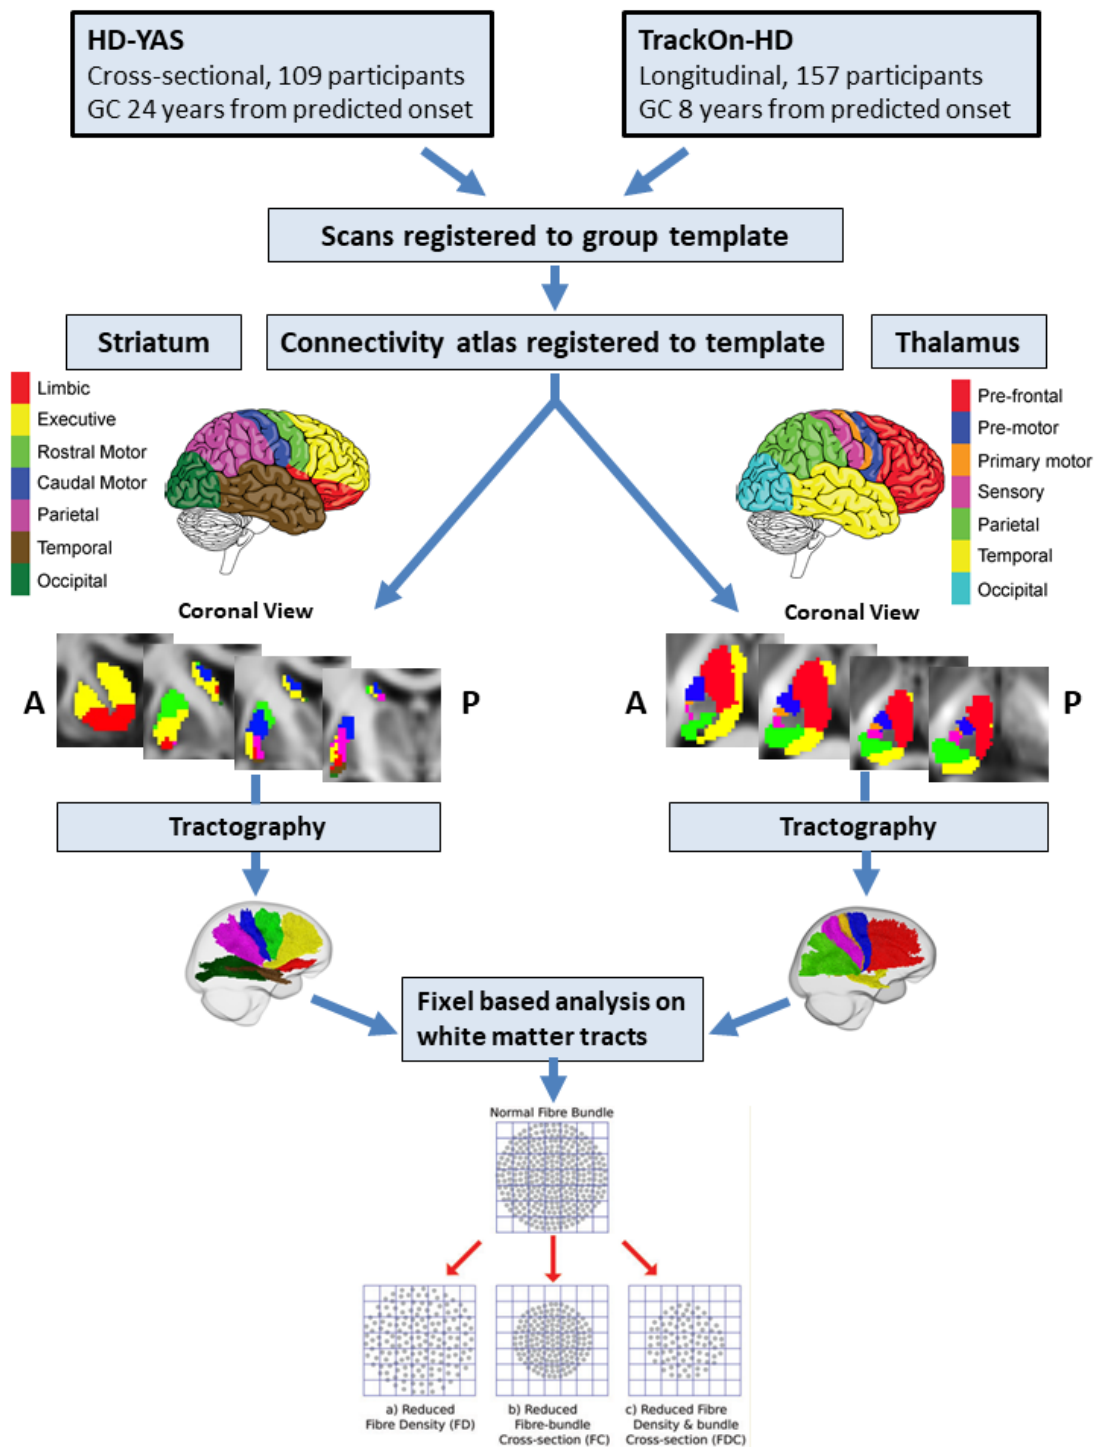 HD-YAS
Cross-sectional, 109 participants
GC 24 years from predicted onset
TrackOn-HD
Longitudinal, 157 participants
GC 8 years from predicted onset
Scans registered to group template
Striatum
Connectivity atlas registered to template
Thalamus
Limbic
Executive
Rostral Motor
Caudal Motor
Parietal
Temporal
Occipital
Pre-frontal
Pre-motor
Primary motor
Sensory
Parietal
Temporal
Occipital
Coronal View
Coronal View
A
P
A
P
Tractography
Tractography
Fixel based analysis on
white matter tracts
Normal Fibre Bundle
a) Reduced
Fibre Density (FD)
b) Reduced
Fibre-bundle
Cross-section (FC)
c) Reduced Fibre
Density & bundle
Cross-section (FDC)